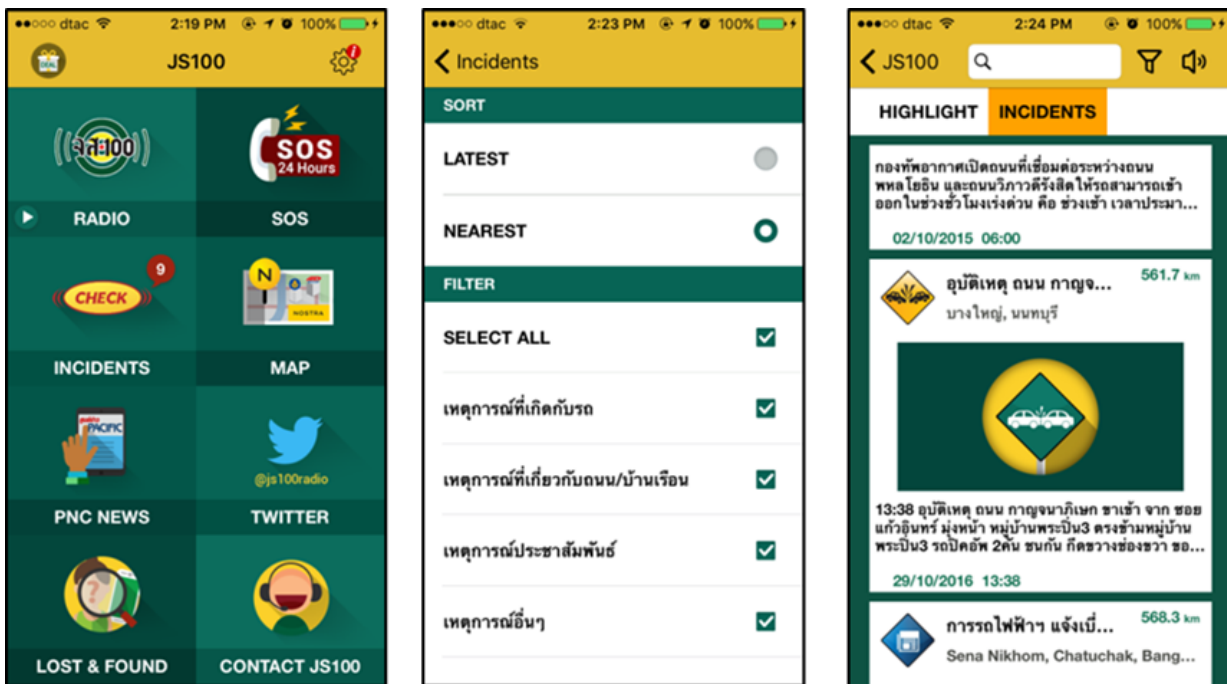 ●●○○○ dtac 2:19 PM 100%
DEAL
JS100
จส.100
SOS
24 Hours
RADIO
SOS
9
CHECK
N
NOSTRA
INCIDENTS
MAP
PACIFIC
@js100radio
PNC NEWS
TWITTER
LOST & FOUND
CONTACT JS100
●●●○○ dtac 2:23 PM 100%
Incidents
SORT
LATEST
NEAREST
FILTER
SELECT ALL
เหตุการณ์ที่เกิดกับรถ
เหตุการณ์ที่เกี่ยวกับถนน/บ้านเรือน
เหตุการณ์ประชาสัมพันธ์
เหตุการณ์อื่นๆ
●●●○○ dtac 2:24 PM 100%
JS100
HIGHLIGHT INCIDENTS
กองทัพอากาศเปิดถนนที่เชื่อมต่อระหว่างถนน
พหลโยธิน และถนนวิภาวดีรังสิตให้รถสามารถเข้า
ออกในช่วงชั่วโมงเร่งด่วน คือ ช่วงเช้า เวลาประมา...
02/10/2015 06:00
อุบัติเหตุ ถนน กาญจ... 561.7 km
บางใหญ่, นนทบุรี
13:38 อุบัติเหตุ ถนน กาญจนาภิเษก ขาเข้า จาก ซอย
แก้วอินทร์ มุ่งหน้า หมู่บ้านพระปิ่น3 ตรงข้ามหมู่บ้าน
พระปิ่น3 รถปิคอัพ 2คัน ชนกัน กีดขวางช่องขวา ขอ...
29/10/2016 13:38
การรถไฟฟ้าฯ แจ้งเบี่... 568.3 km
Sena Nikhom, Chatuchak, Bang...